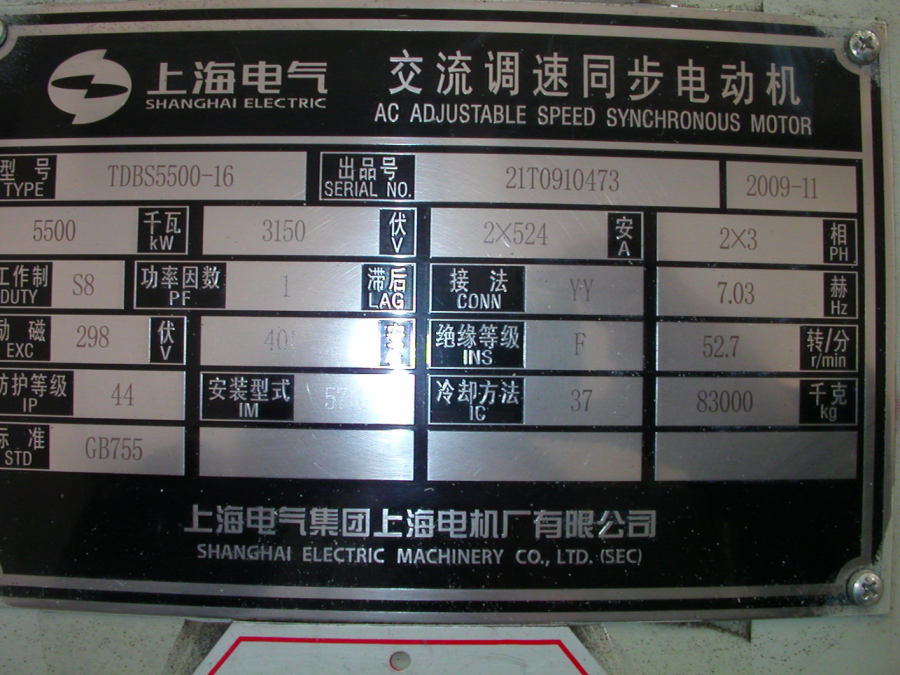 上海电气
SHANGHAI ELECTRIC
交流调速同步电动机
AC ADJUSTABLE SPEED SYNCHRONOUS MOTOR
型号 TYPE TDBS5500-16 出品号 SERIAL NO. 21T0910473 2009-11
5500 千瓦 kW 3150 伏 V 2×524 安 A 2×3 相 PH
工作制 DUTY S8 功率因数 PF 1 滞后 LAG 接法 CONN YY 7.03 赫 Hz
励磁 EXC 298 伏 V 安 绝缘等级 INS F 52.7 转/分 r/min
防护等级 IP 44 安装型式 IM 冷却方法 IC 37 83000 千克 kg
标准 STD GB755
上海电气集团上海电机厂有限公司
SHANGHAI ELECTRIC MACHINERY CO., LTD. (SEC)